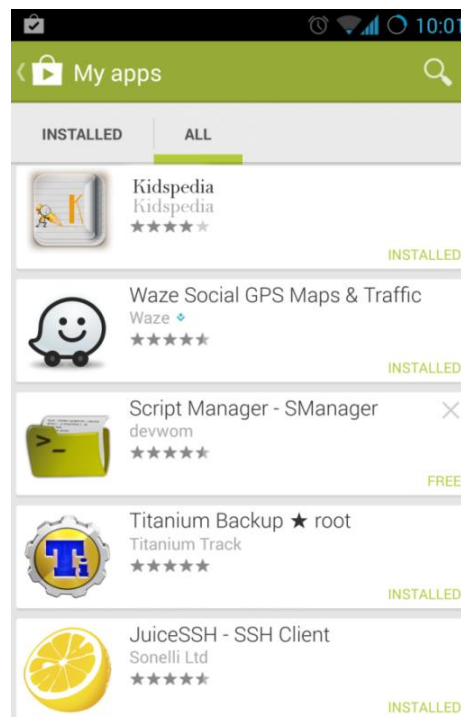 10:01
My apps
INSTALLED
ALL
K
Kidspedia
Kidspedia
INSTALLED
Waze Social GPS Maps & Traffic
Waze
INSTALLED
Script Manager - SManager
devwom
>_
FREE
Titanium Backup ★ root
Titanium Track
Ti
INSTALLED
JuiceSSH - SSH Client
Sonelli Ltd
INSTALLED